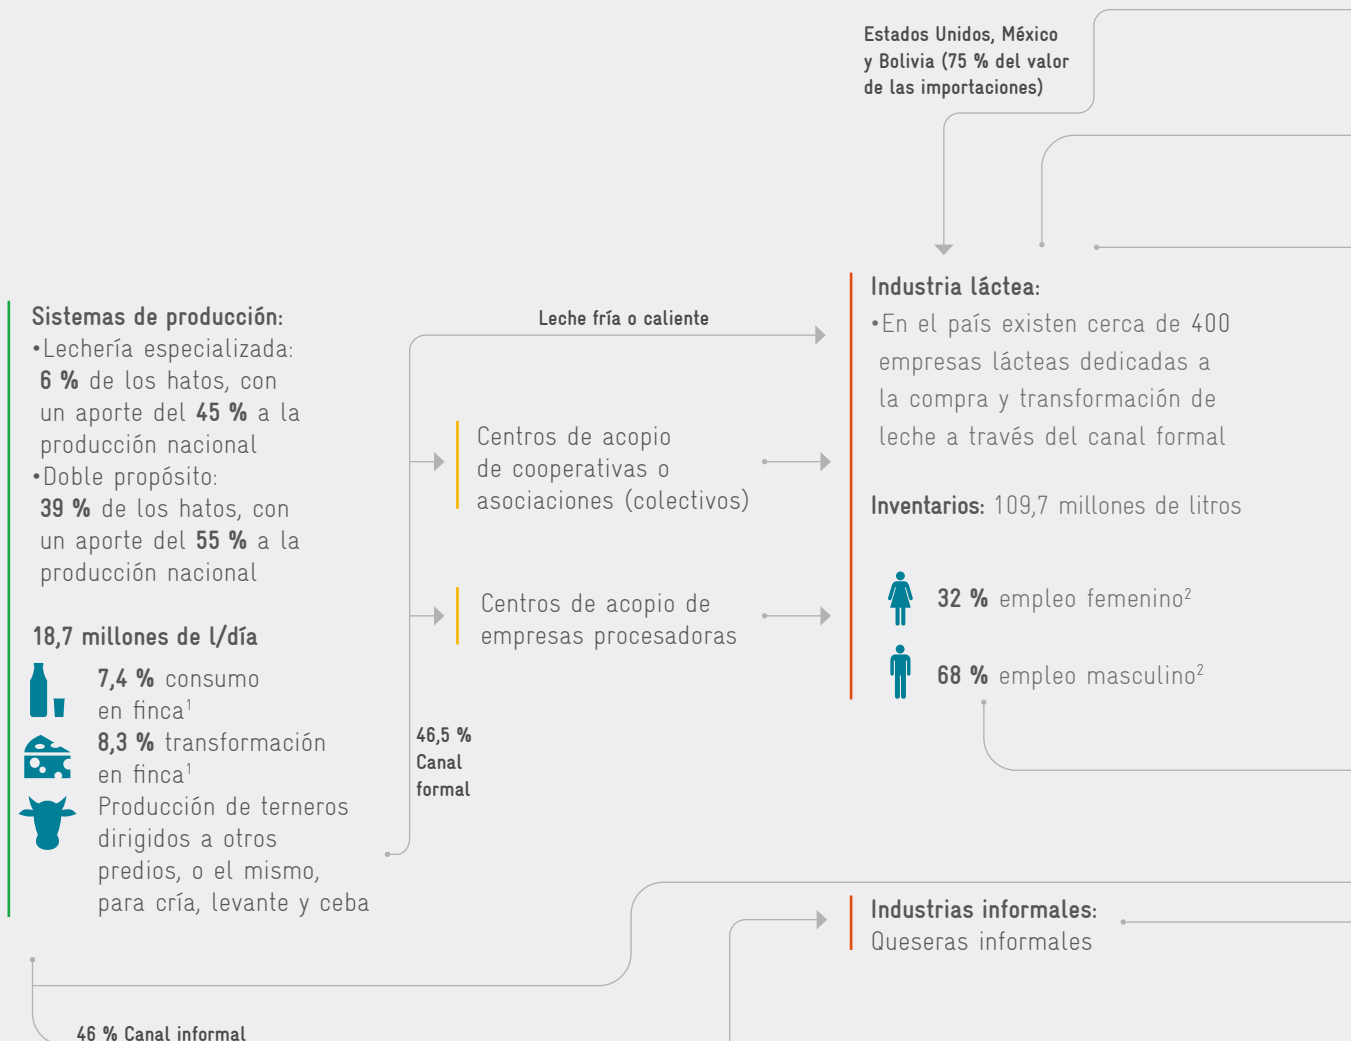 Estados Unidos, México
y Bolivia (75 % del valor
de las importaciones)
Sistemas de producción:
•Lechería especializada:
6 % de los hatos, con
un aporte del 45 % a la
producción nacional
•Doble propósito:
39 % de los hatos, con
un aporte del 55 % a la
producción nacional
18,7 millones de l/día
7,4 % consumo
en finca¹
8,3 % transformación
en finca¹
Producción de terneros
dirigidos a otros
predios, o el mismo,
para cría, levante y ceba
46 % Canal informal
46,5 %
Canal
formal
Leche fría o caliente
Centros de acopio
de cooperativas o
asociaciones (colectivos)
Centros de acopio de
empresas procesadoras
Industria láctea:
•En el país existen cerca de 400
empresas lácteas dedicadas a
la compra y transformación de
leche a través del canal formal
Inventarios: 109,7 millones de litros
32 % empleo femenino²
68 % empleo masculino²
Industrias informales:
Queseras informales